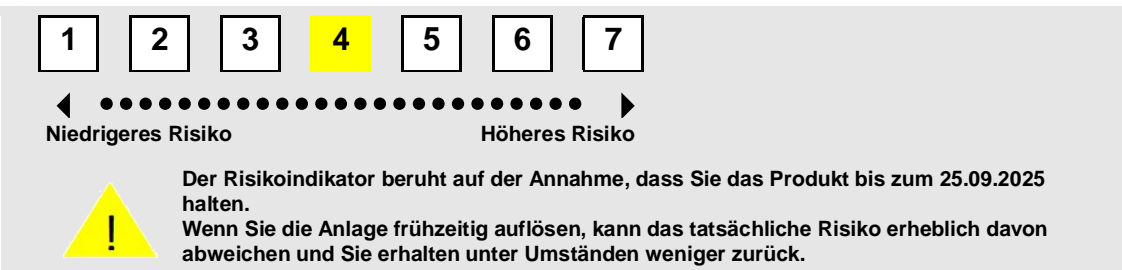 1 2 3 4 5 6 7
Niedrigeres Risiko Höheres Risiko
! Der Risikoindikator beruht auf der Annahme, dass Sie das Produkt bis zum 25.09.2025
halten.
Wenn Sie die Anlage frühzeitig auflösen, kann das tatsächliche Risiko erheblich davon
abweichen und Sie erhalten unter Umständen weniger zurück.